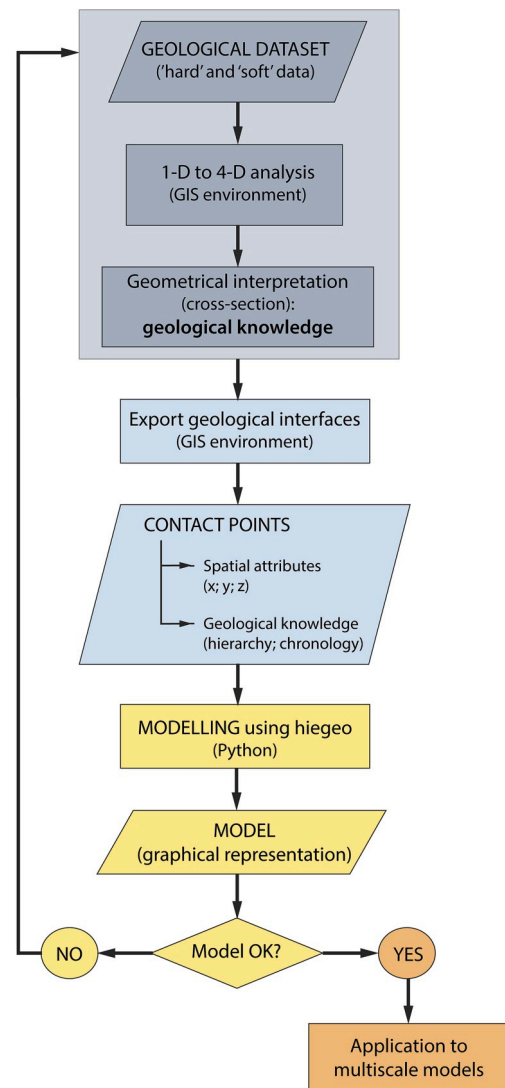 GEOLOGICAL DATASET
('hard' and 'soft' data)
1-D to 4-D analysis
(GIS environment)
Geometrical interpretation
(cross-section):
geological knowledge
Export geological interfaces
(GIS environment)
CONTACT POINTS
Spatial attributes
(x; y; z)
Geological knowledge
(hierarchy; chronology)
MODELLING using hiegeo
(Python)
MODEL
(graphical representation)
NO
Model OK?
YES
Application to
multiscale models